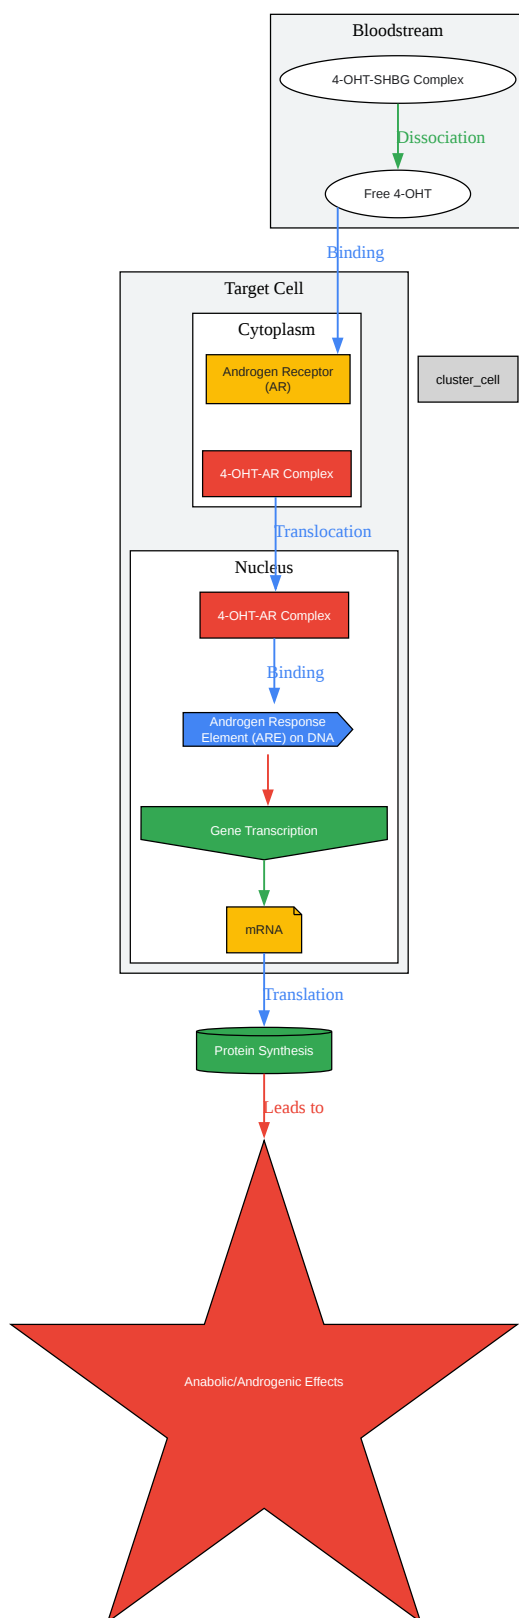 Bloodstream
4-OHT-SHBG Complex
Dissociation
Free 4-OHT
Binding
Target Cell
Cytoplasm
Androgen Receptor
(AR)
cluster_cell
4-OHT-AR Complex
Translocation
Nucleus
4-OHT-AR Complex
Binding
Androgen Response
Element (ARE) on DNA
Gene Transcription
mRNA
Translation
Protein Synthesis
Leads to
Anabolic/Androgenic Effects